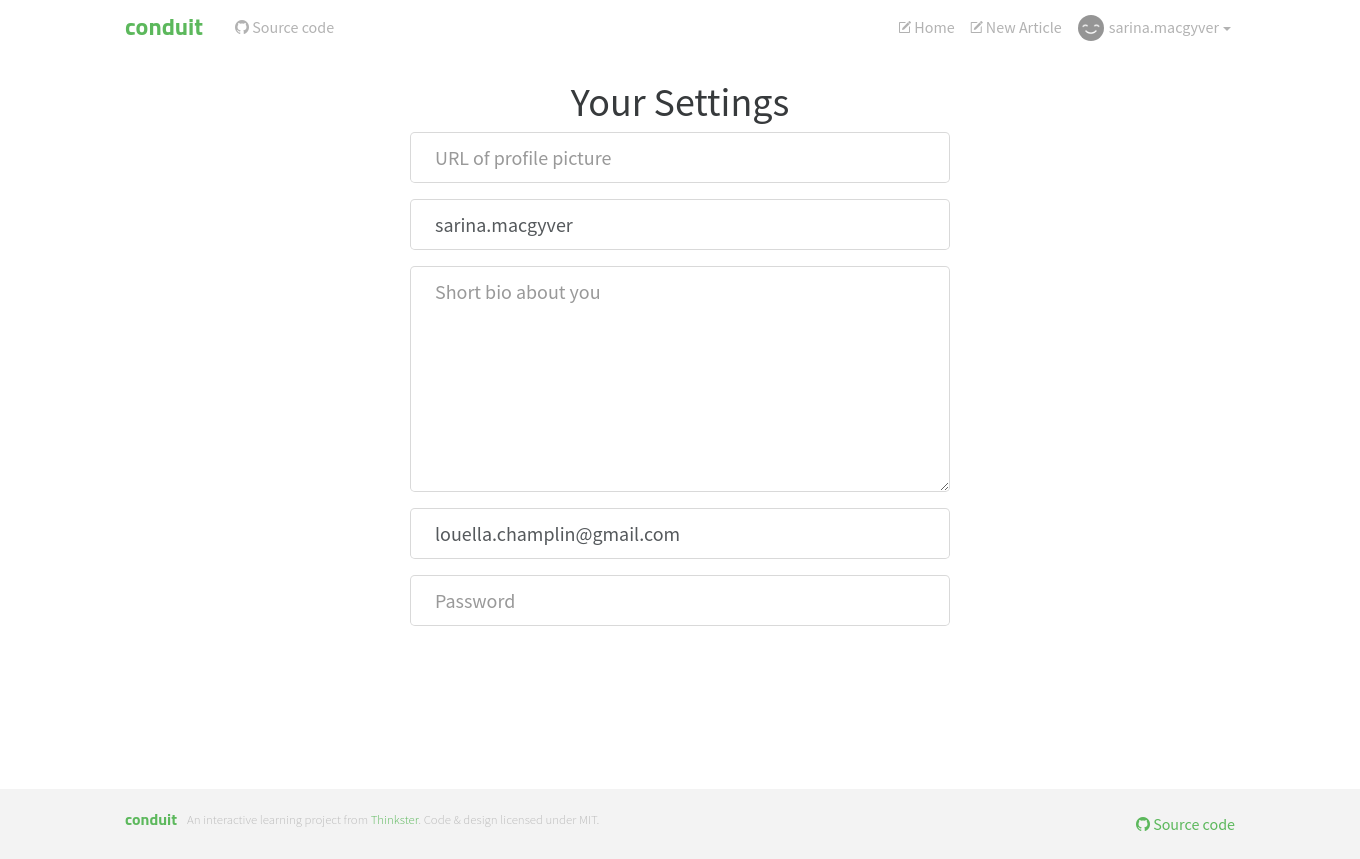 conduit Source code Home New Article sarina.macgyver
Your Settings
URL of profile picture
sarina.macgyver
Short bio about you
louella.champlin@gmail.com
Password
conduit An interactive learning project from Thinkster. Code & design licensed under MIT. Source code